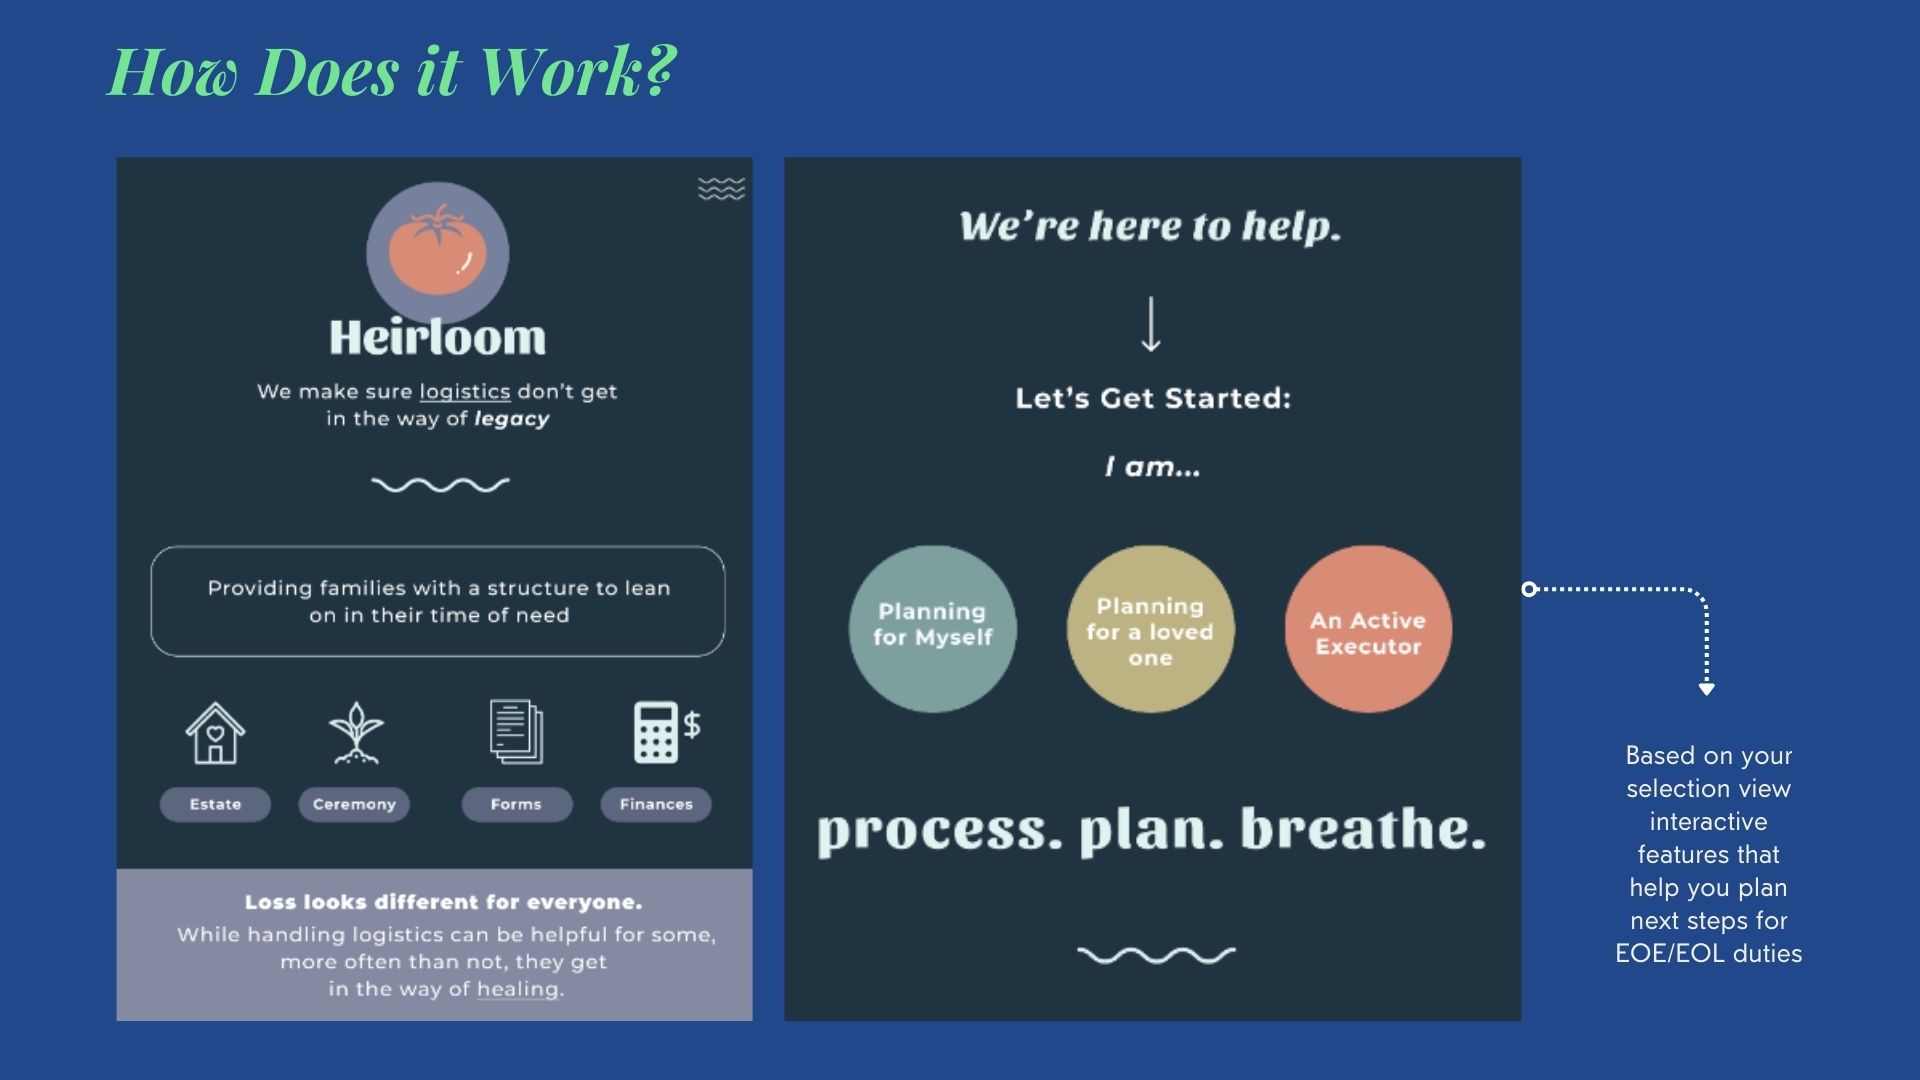 How Does it Work?
Heirloom
We make sure logistics don't get
in the way of legacy
Providing families with a structure to lean
on in their time of need
Estate
Ceremony
Forms
$
Finances
Loss looks different for everyone.
While handling logistics can be helpful for some,
more often than not, they get
in the way of healing.
We're here to help.
Let's Get Started:
I am...
Planning
for Myself
Planning
for a loved
one
An Active
Executor
process. plan. breathe.
Based on your
selection view
interactive
features that
help you plan
next steps for
EOE/EOL duties